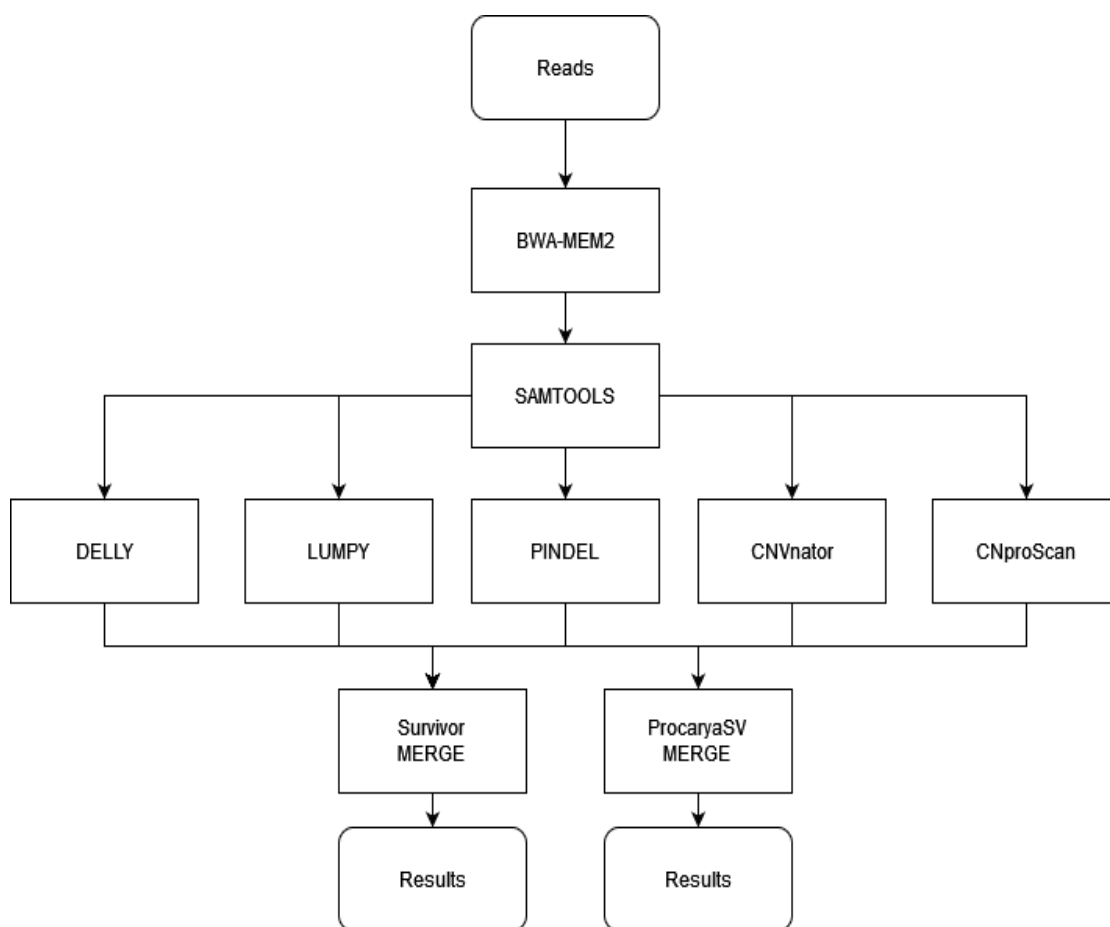 Reads
BWA-MEM2
SAMTOOLS
DELLY
LUMPY
PINDEL
CNVnator
CNproScan
Survivor
MERGE
ProcaryaSV
MERGE
Results
Results